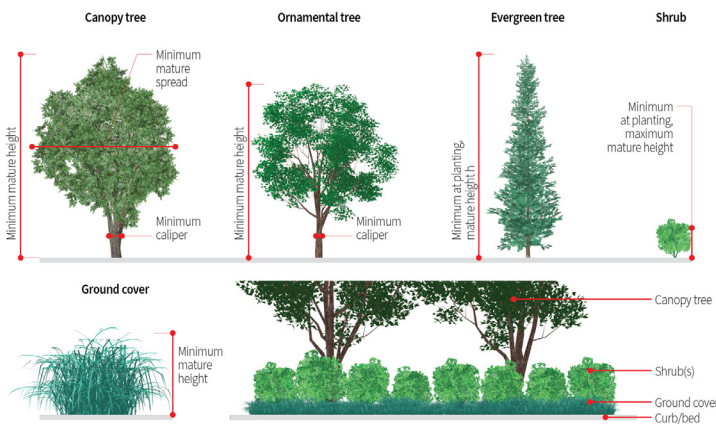 Canopy tree
Ornamental tree
Evergreen tree
Shrub
Minimum mature height
Minimum
mature
spread
Minimum
caliper
Minimum mature height
Minimum
caliper
Minimum at planting,
mature height h
Minimum
at planting,
maximum
mature height
Ground cover
Minimum
mature
height
Canopy tree
Shrub(s)
Ground cove
Curb/bed